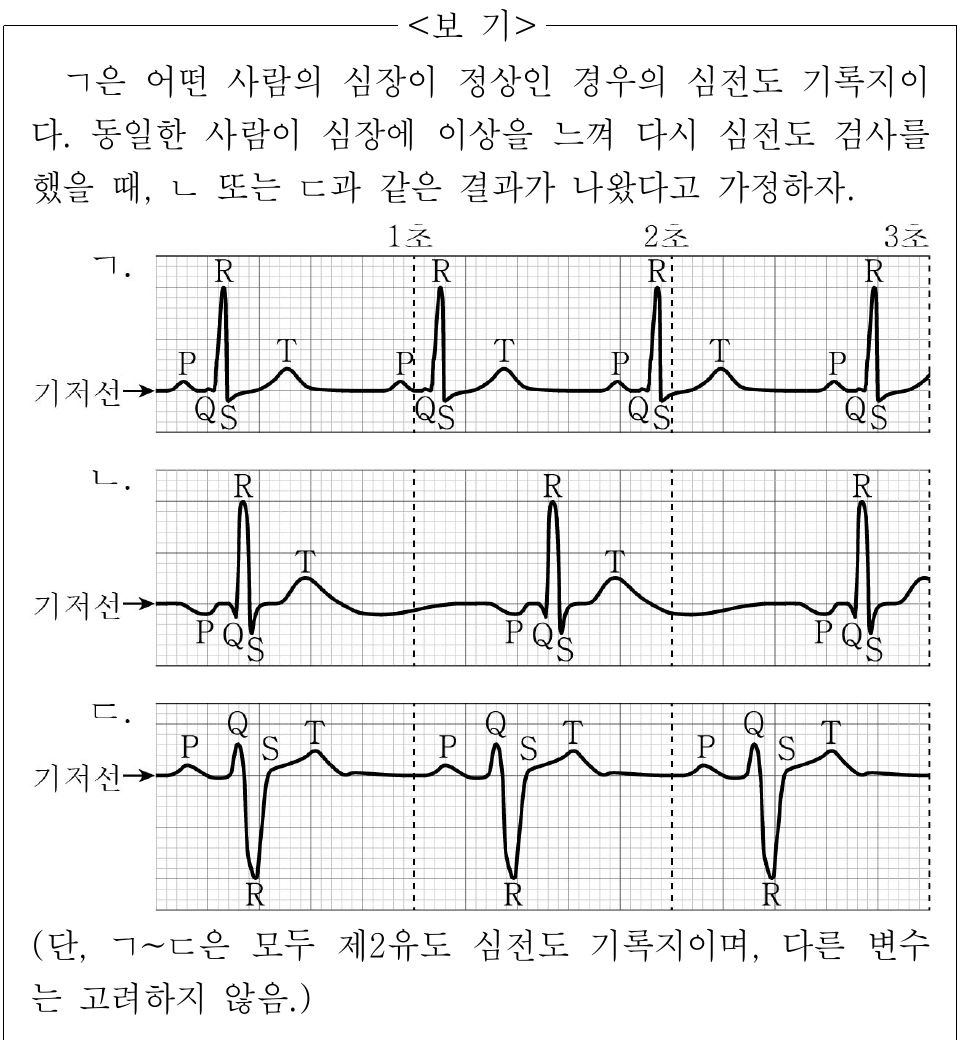 <보 기>
ㄱ은 어떤 사람의 심장이 정상인 경우의 심전도 기록지이
다. 동일한 사람이 심장에 이상을 느껴 다시 심전도 검사를
했을 때, ㄴ 또는 ㄷ과 같은 결과가 나왔다고 가정하자.
1초 2초 3초
ㄱ.
R R R R
P T P T P T P
기저선
Q S Q S Q S Q S
ㄴ.
R R R
T T
기저선
P Q S P Q S P Q S
ㄷ.
P Q S T P Q S T P Q S T
기저선
R R R
(단, ㄱ~ㄷ은 모두 제2유도 심전도 기록지이며, 다른 변수
는 고려하지 않음.)